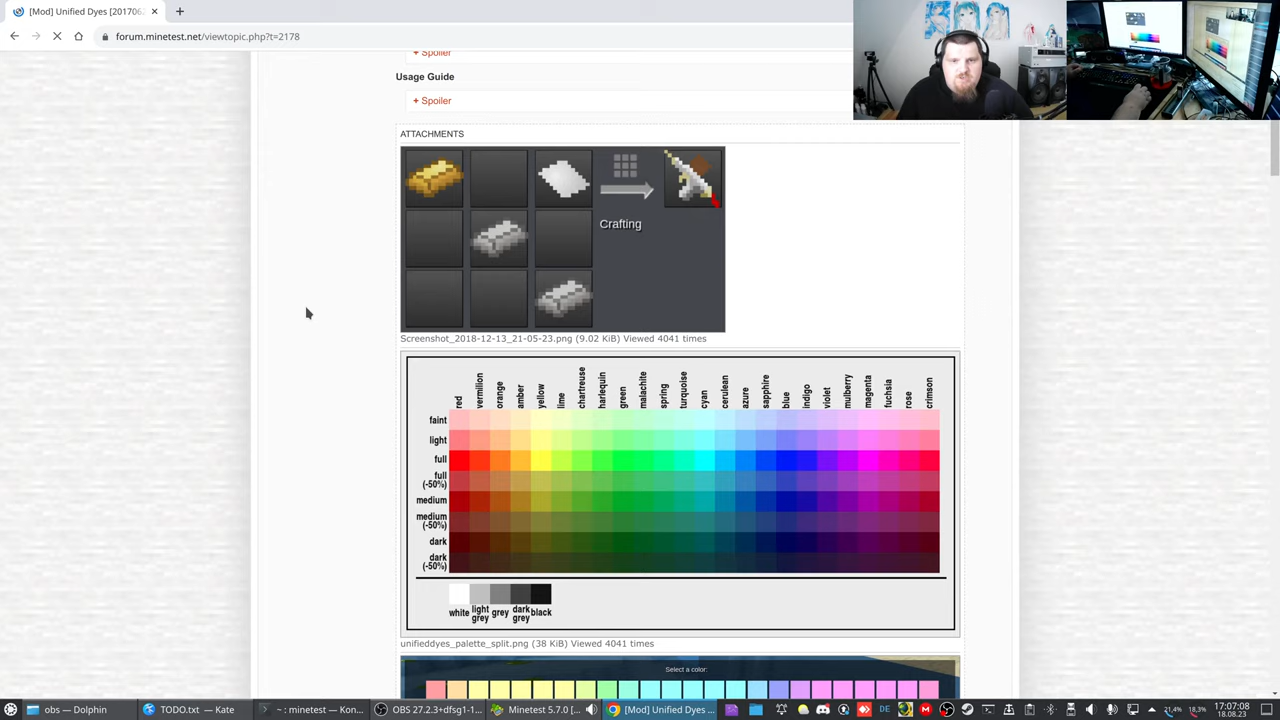 [Mod] Unified Dyes [201706
forum.minetest.net/viewtopic.php?t=2178
+ Spoiler
Usage Guide
+ Spoiler
ATTACHMENTS
Crafting
Screenshot_2018-12-13_21-05-23.png (9.02 KiB) Viewed 4041 times
red vermilion orange amber yellow lime chartreuse harlequin green malachite spring turquoise cyan cerulean azure sapphire blue indigo violet mulberry magenta fuchsia rose crimson
faint
light
full
full
(-50%)
medium
medium
(-50%)
dark
dark
(-50%)
white light grey grey dark grey black
unifieddyes_palette_split.png (38 KiB) Viewed 4041 times
Select a color:
obs — Dolphin
TODO.txt — Kate
~ : minetest — Kon...
OBS 27.2.3+dfsg1-1...
Minetest 5.7.0 [...
[Mod] Unified Dyes ...
DE
21,4%
18,3%
17:07:08
18.08.23